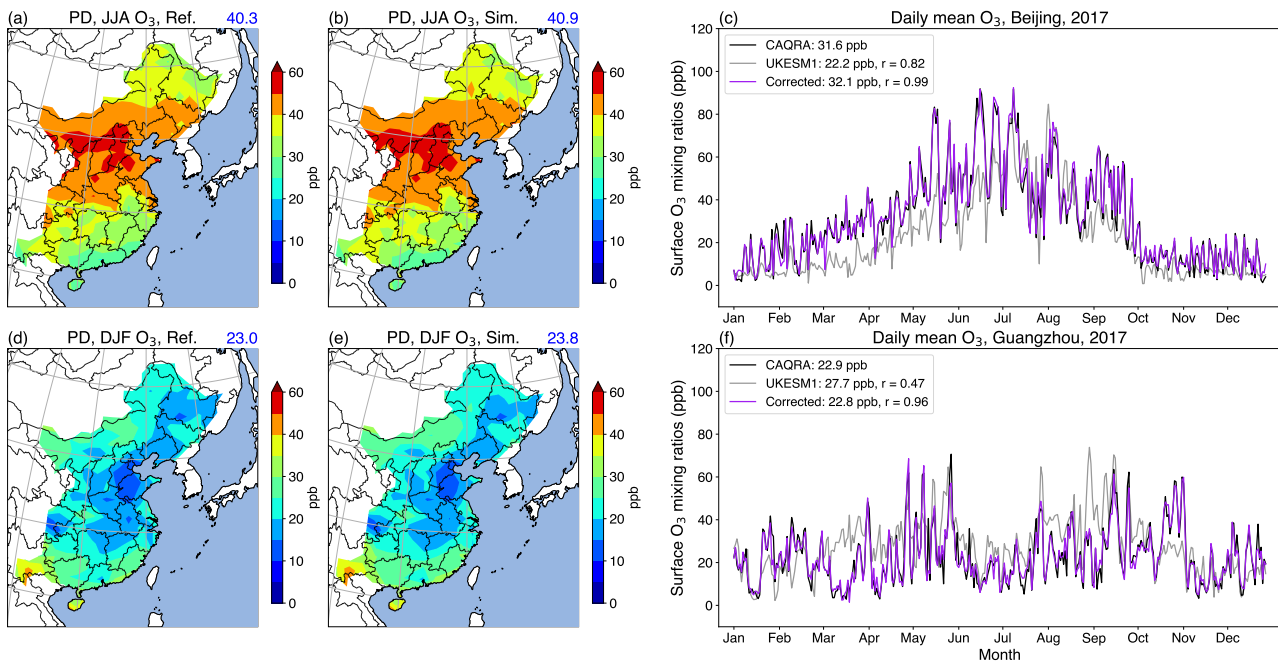 (a) PD, JJA O₃, Ref. 40.3
60
50
40
30
20
10
0
ppb
(b) PD, JJA O₃, Sim. 40.9
60
50
40
30
20
10
0
ppb
(c) Daily mean O₃, Beijing, 2017
Surface O₃ mixing ratios (ppb)
120
100
80
60
40
20
0
CAQRA: 31.6 ppb
UKESM1: 22.2 ppb, r = 0.82
Corrected: 32.1 ppb, r = 0.99
Jan Feb Mar Apr May Jun Jul Aug Sep Oct Nov Dec
(d) PD, DJF O₃, Ref. 23.0
60
50
40
30
20
10
0
ppb
(e) PD, DJF O₃, Sim. 23.8
60
50
40
30
20
10
0
ppb
(f) Daily mean O₃, Guangzhou, 2017
Surface O₃ mixing ratios (ppb)
120
100
80
60
40
20
0
CAQRA: 22.9 ppb
UKESM1: 27.7 ppb, r = 0.47
Corrected: 22.8 ppb, r = 0.96
Jan Feb Mar Apr May Jun Jul Aug Sep Oct Nov Dec
Month